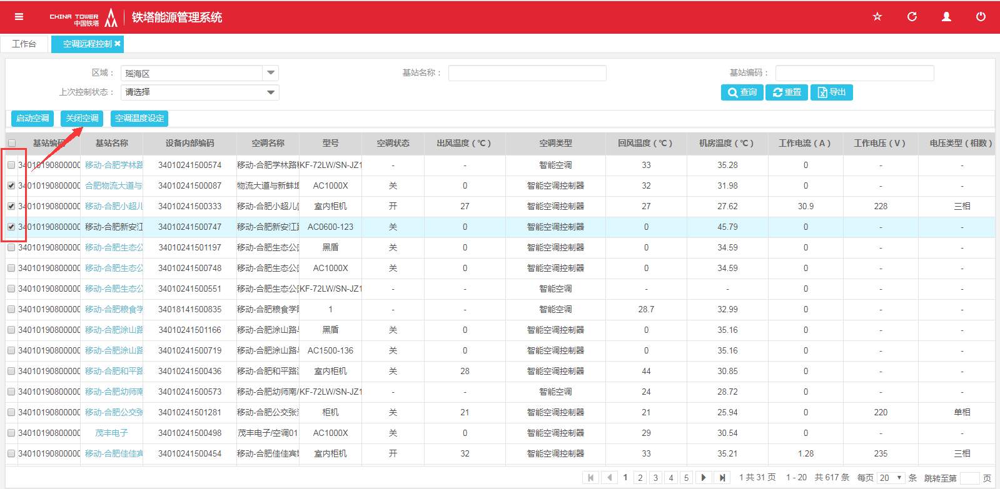 CHINA TOWER
中国铁塔
铁塔能源管理系统
工作台 空调远程控制
区域： 瑶海区 基站名称： 基站编码：
上次控制状态： 请选择 查询 重置 导出
启动空调 关闭空调 空调温度设定
基站编码 基站名称 设备内部编码 空调名称 型号 空调状态 出风温度（℃） 空调类型 回风温度（℃） 机房温度（℃） 工作电流（A） 工作电压（V） 电压类型（相数）
34010190800000 移动-合肥学林路 34010241500574 移动-合肥学林路 KF-72LW/SN-JZ1 - - 智能空调 33 35.28 0 - -
34010190800000 合肥物流大道与 34010241500087 物流大道与新蚌埠 AC1000X 关 0 智能空调控制器 32 31.98 0 - -
34010190800000 移动-合肥小超儿 34010241500333 移动-合肥小超儿 室内柜机 开 27 智能空调控制器 27 27.62 30.9 228 三相
34010190800000 移动-合肥新安江 34010241500747 移动-合肥新安江 AC0600-123 关 0 智能空调控制器 0 45.79 0 - -
34010190800000 移动-合肥生态公 34010241501197 移动-合肥生态公 黑盾 关 0 智能空调控制器 0 34.59 0 - -
34010190800000 移动-合肥生态公 34010241500748 移动-合肥生态公 AC1000X 关 0 智能空调控制器 0 34.59 0 - -
34010190800000 移动-合肥生态公 34010241500551 移动-合肥生态公 KF-72LW/SN-JZ1 - - 智能空调 - - 0 - -
34010190800000 移动-合肥粮食学 34018141500835 移动-合肥粮食学 1 - - 智能空调 28.7 32.99 0 - -
34010190800000 移动-合肥涂山路 34010241501166 移动-合肥涂山路 黑盾 关 0 智能空调控制器 0 35.16 0 - -
34010190800000 移动-合肥涂山路 34010241500719 移动-合肥涂山路 AC1500-136 关 0 智能空调控制器 0 35.16 0 - -
34010190800000 移动-合肥和平路 34010241500436 移动-合肥和平路 室内柜机 关 28 智能空调控制器 44 30.85 0 - -
34010190800000 移动-合肥幼师南 34010241500573 移动-合肥幼师南/ KF-72LW/SN-JZ1 - - 智能空调 24 28.72 0 - -
34010190800000 移动-合肥公交张 34010241501281 移动-合肥公交张 柜机 关 21 智能空调控制器 21 25.94 0 220 单相
34010190800000 茂丰电子 34010241500498 茂丰电子/空调01 AC1000X 关 0 智能空调控制器 29 30.54 0 - -
34010190800000 移动-合肥佳佳宾 34010241500454 移动-合肥佳佳宾 室内柜机 开 32 智能空调控制器 33 35.21 1.28 235 三相
1 2 3 4 5 1 共 31 页 1 - 20 共 617 条 每页 20 条 跳转至第 页